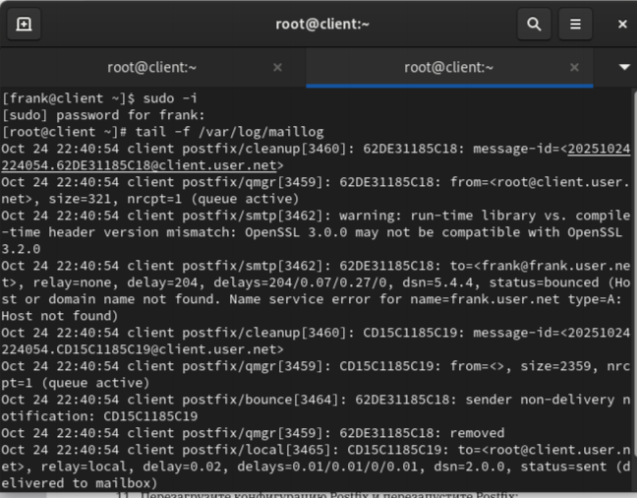 root@client:~
root@client:~
root@client:~
[frank@client ~]$ sudo -i
[sudo] password for frank:
[root@client ~]# tail -f /var/log/maillog
Oct 24 22:40:54 client postfix/cleanup[3460]: 62DE31185C18: message-id=<20251024
224054.62DE31185C18@client.user.net>
Oct 24 22:40:54 client postfix/qmgr[3459]: 62DE31185C18: from=<root@client.user.
net>, size=321, nrcpt=1 (queue active)
Oct 24 22:40:54 client postfix/smtp[3462]: warning: run-time library vs. compile
-time header version mismatch: OpenSSL 3.0.0 may not be compatible with OpenSSL
3.2.0
Oct 24 22:40:54 client postfix/smtp[3462]: 62DE31185C18: to=<frank@frank.user.ne
t>, relay=none, delay=204, delays=204/0.07/0.27/0, dsn=5.4.4, status=bounced (Ho
st or domain name not found. Name service error for name=frank.user.net type=A:
Host not found)
Oct 24 22:40:54 client postfix/cleanup[3460]: CD15C1185C19: message-id=<20251024
224054.CD15C1185C19@client.user.net>
Oct 24 22:40:54 client postfix/qmgr[3459]: CD15C1185C19: from=<>, size=2359, nrc
pt=1 (queue active)
Oct 24 22:40:54 client postfix/bounce[3464]: 62DE31185C18: sender non-delivery n
otification: CD15C1185C19
Oct 24 22:40:54 client postfix/qmgr[3459]: 62DE31185C18: removed
Oct 24 22:40:54 client postfix/local[3465]: CD15C1185C19: to=<root@client.user.n
et>, relay=local, delay=0.02, delays=0.01/0.01/0/0.01, dsn=2.0.0, status=sent (d
elivered to mailbox)
11. Перезагрузите конфигурацию Postfix и перезапустите Postfix: